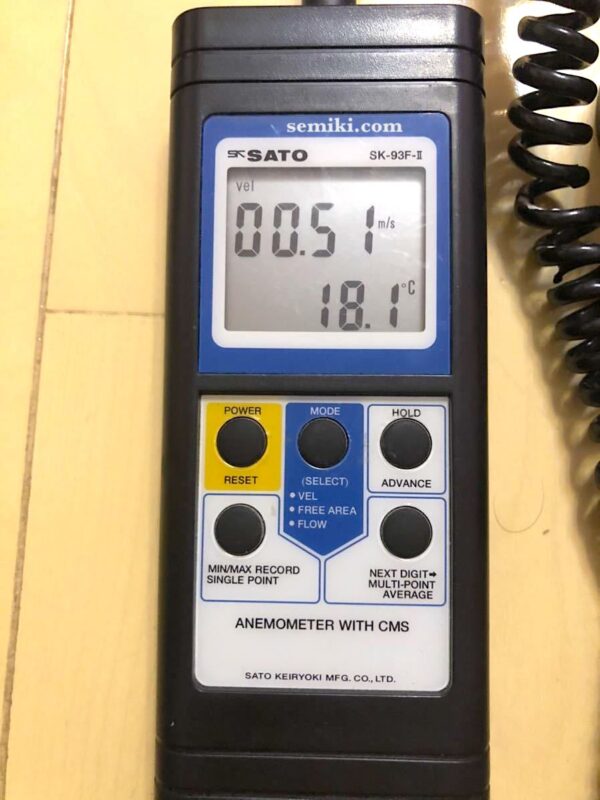 semiki.com
SK SATO SK-93F-II
vel
00.51 m/s
18.1 °C
POWER
RESET
MODE
(SELECT)
• VEL
• FREE AREA
• FLOW
HOLD
ADVANCE
MIN/MAX RECORD
SINGLE POINT
NEXT DIGIT➡
MULTI-POINT
AVERAGE
ANEMOMETER WITH CMS
SATO KEIRYOKI MFG. CO., LTD.